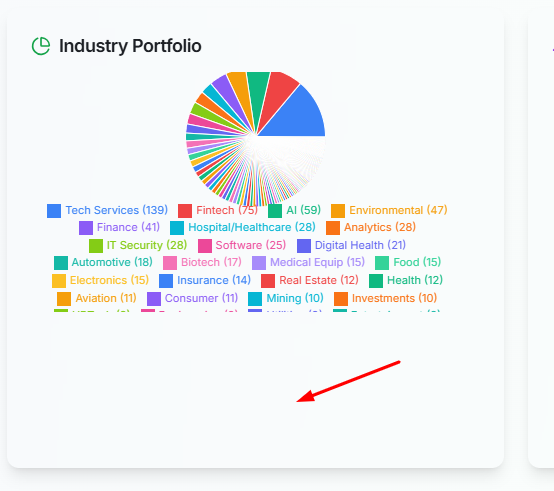 Industry Portfolio
Tech Services (139) Fintech (75) AI (59) Environmental (47)
Finance (41) Hospital/Healthcare (28) Analytics (28)
IT Security (28) Software (25) Digital Health (21)
Automotive (18) Biotech (17) Medical Equip (15) Food (15)
Electronics (15) Insurance (14) Real Estate (12) Health (12)
Aviation (11) Consumer (11) Mining (10) Investments (10)